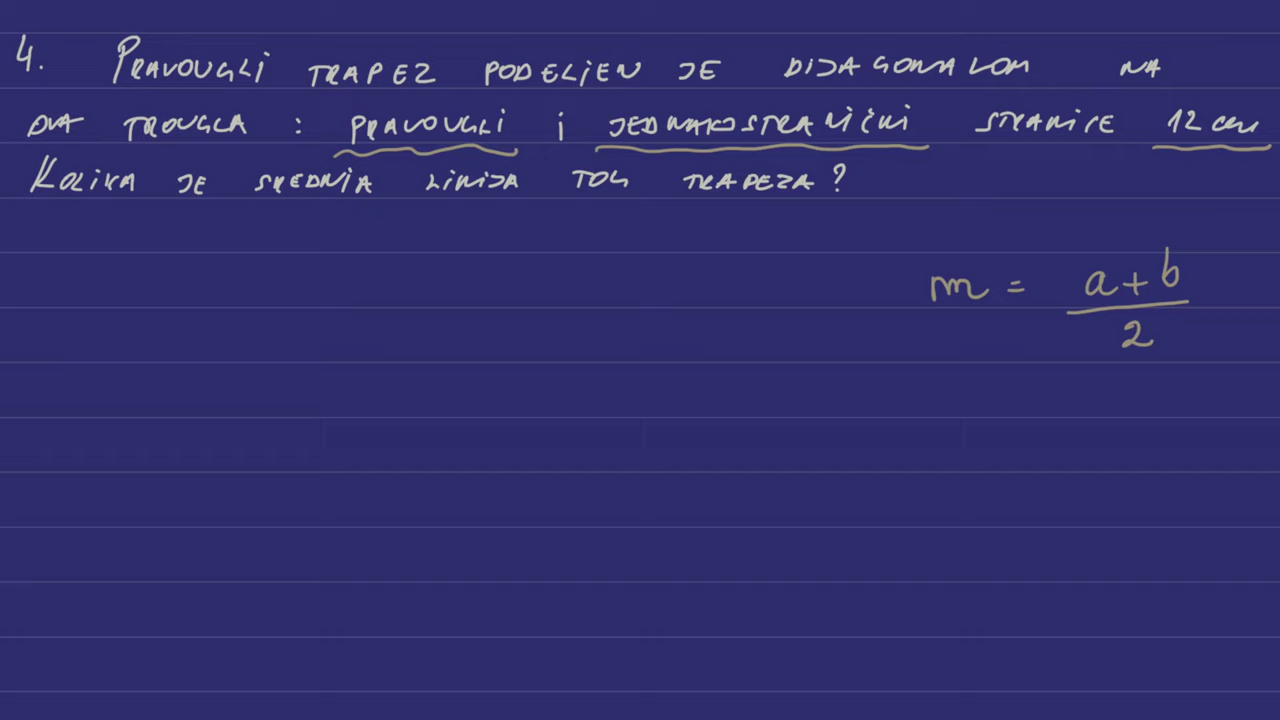 4. PRAVOUGLI TRAPEZ PODELJEN JE DIJAGONALOM NA
DVA TROUGLA : PRAVOUGLI i JEDNAKOSTRANIČNI STRANICE 12 cm
KOLIKA JE SREDNJA LINIJA TOG TRAPEZA?
m = \frac{a+b}{2}